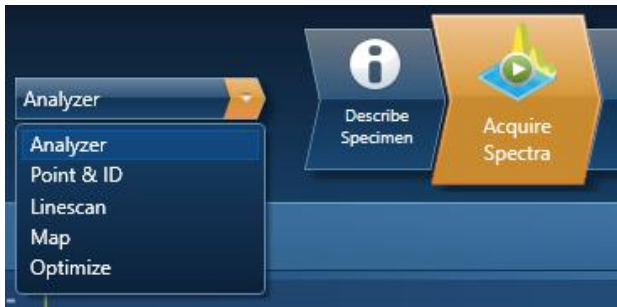 Analyzer
Analyzer
Point & ID
Linescan
Map
Optimize
Describe
Specimen
Acquire
Spectra